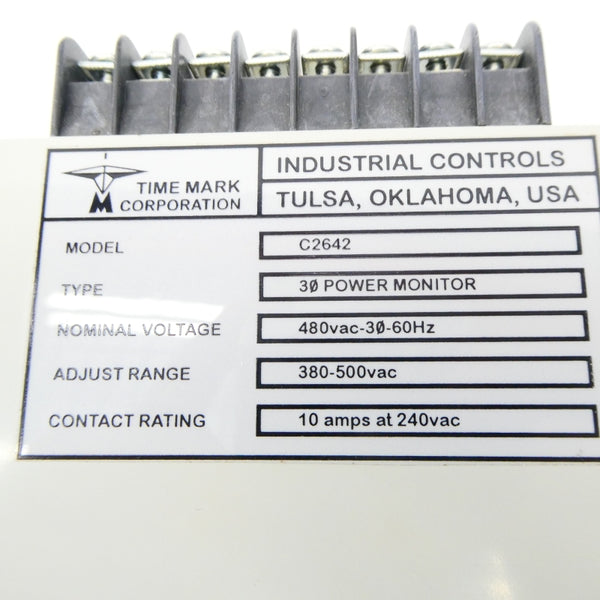 TIME MARK
CORPORATION
INDUSTRIAL CONTROLS
TULSA, OKLAHOMA, USA
MODEL C2642
TYPE 3Ø POWER MONITOR
NOMINAL VOLTAGE 480vac-3Ø-60Hz
ADJUST RANGE 380-500vac
CONTACT RATING 10 amps at 240vac